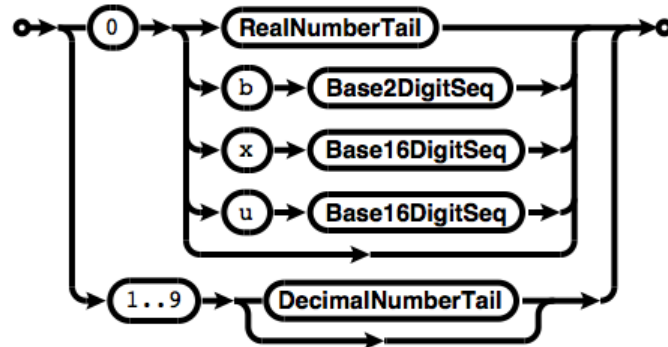 0 RealNumberTail
b Base2DigitSeq
x Base16DigitSeq
u Base16DigitSeq
1..9 DecimalNumberTail